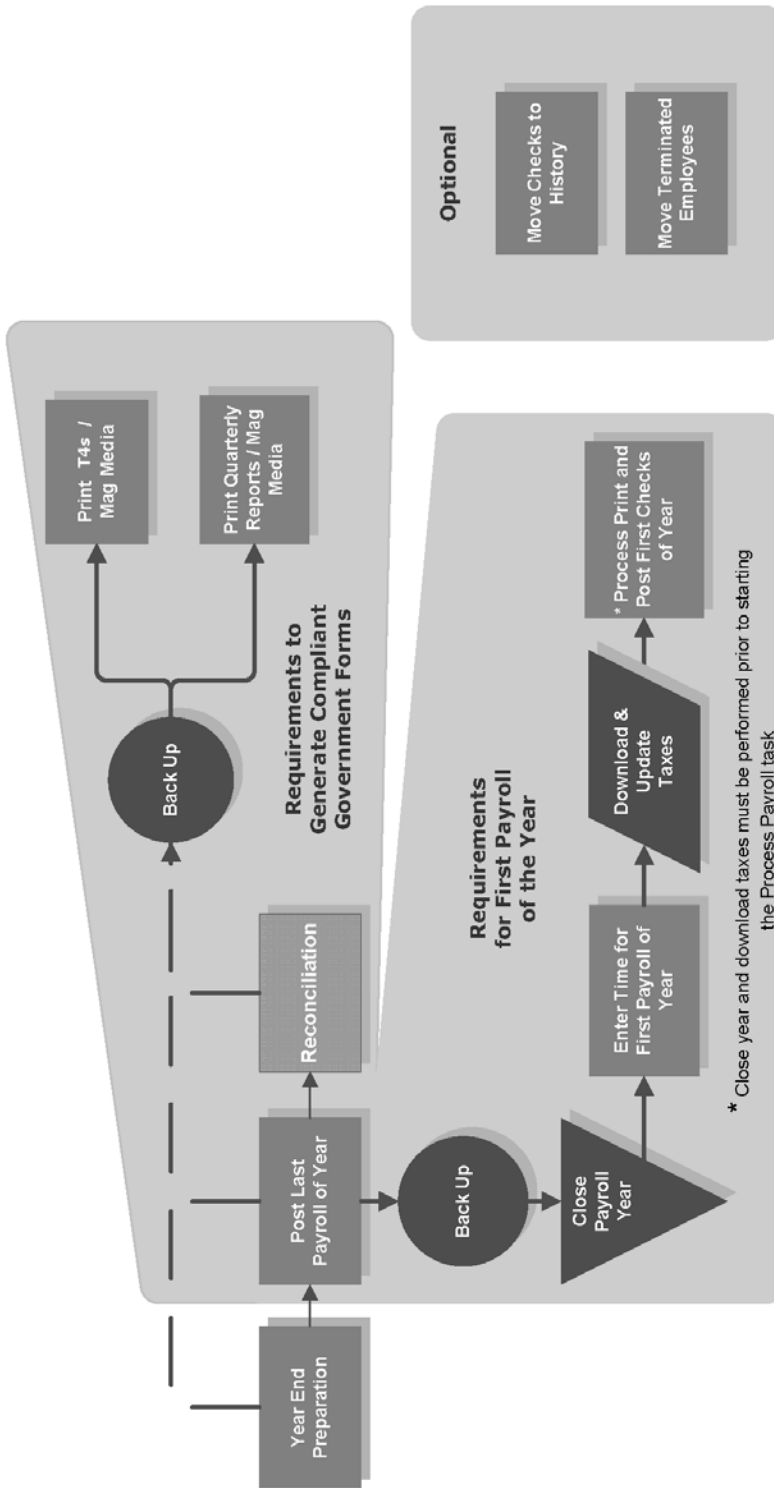 Year End
Preparation
Post Last
Payroll of Year
Reconciliation
Back Up
Print T4s /
Mag Media
Print Quarterly
Reports / Mag
Media
Requirements to
Generate Compliant
Government Forms
Back Up
Close
Payroll
Year
Requirements
for First Payroll
of the Year
Enter Time for
First Payroll of
Year
Download &
Update
Taxes
* Process Print and
Post First Checks
of Year
* Close year and download taxes must be performed prior to starting
the Process Payroll task
Optional
Move Checks to
History
Move Terminated
Employees